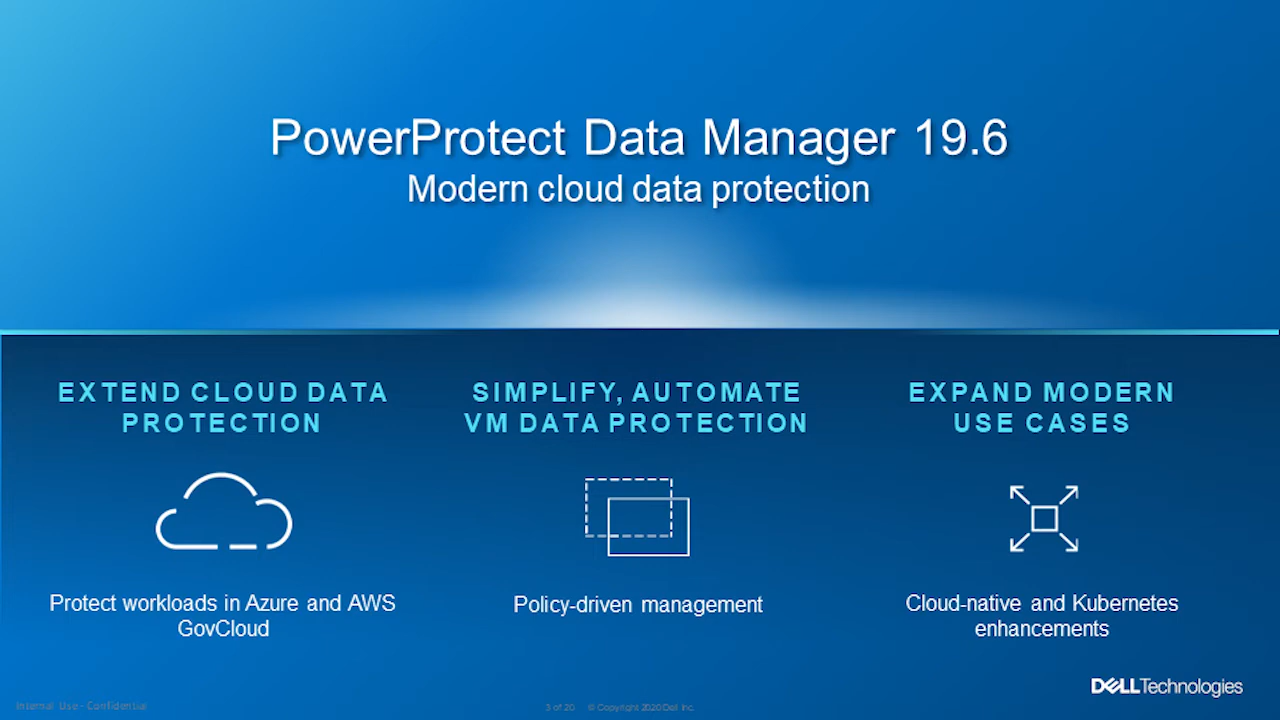 PowerProtect Data Manager 19.6
Modern cloud data protection
EXTEND CLOUD DATA
PROTECTION
Protect workloads in Azure and AWS
GovCloud
SIMPLIFY, AUTOMATE
VM DATA PROTECTION
Policy-driven management
EXPAND MODERN
USE CASES
Cloud-native and Kubernetes
enhancements
DELLTechnologies
Internal Use - Confidential
3 of 20 © Copyright 2020 Dell Inc.